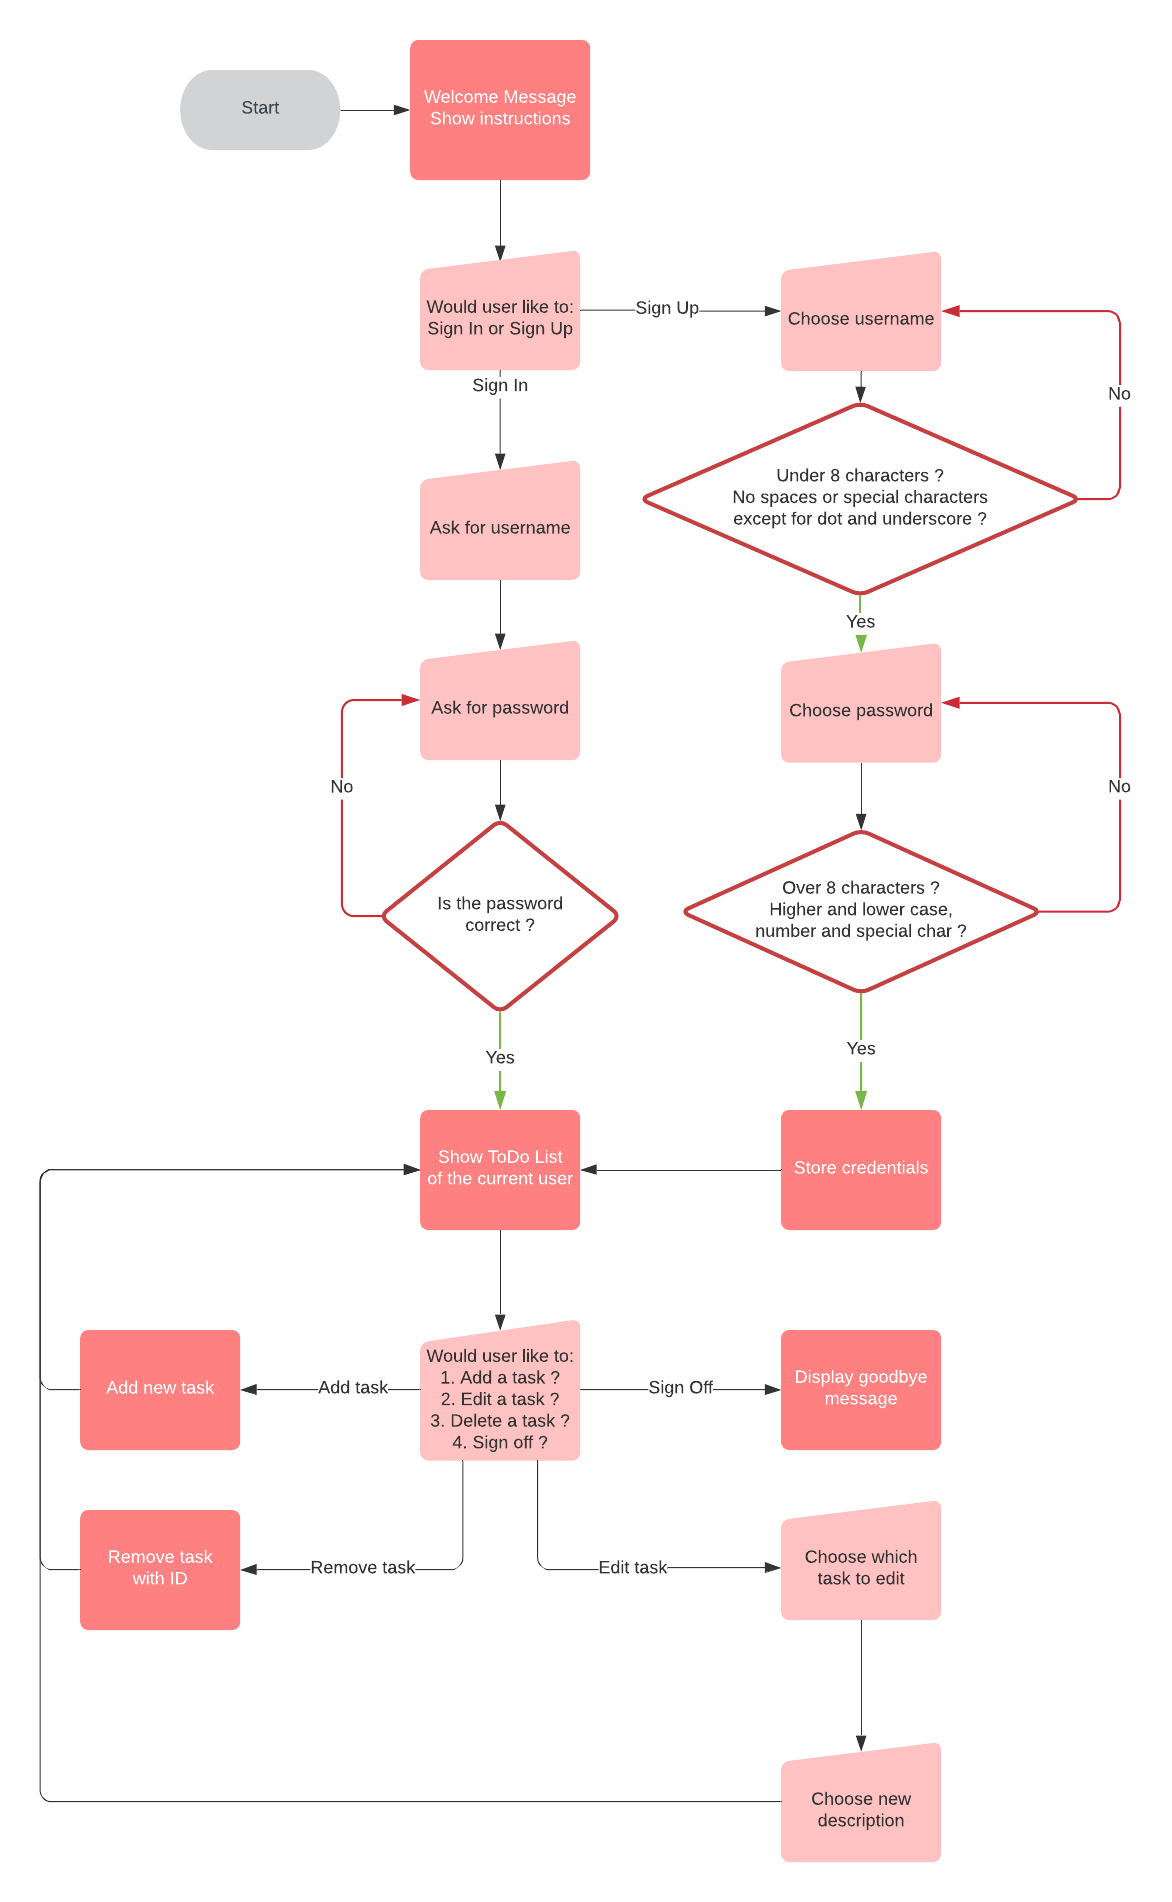 Start
Welcome Message
Show instructions
Would user like to:
Sign In or Sign Up
Sign Up
Choose username
Sign In
No
Under 8 characters ?
No spaces or special characters
except for dot and underscore ?
Ask for username
Yes
Ask for password
Choose password
No
No
Is the password
correct ?
Over 8 characters ?
Higher and lower case,
number and special char ?
Yes
Yes
Show ToDo List
of the current user
Store credentials
Add new task
Add task
Would user like to:
1. Add a task ?
2. Edit a task ?
3. Delete a task ?
4. Sign off ?
Sign Off
Display goodbye
message
Remove task
with ID
Remove task
Edit task
Choose which
task to edit
Choose new
description